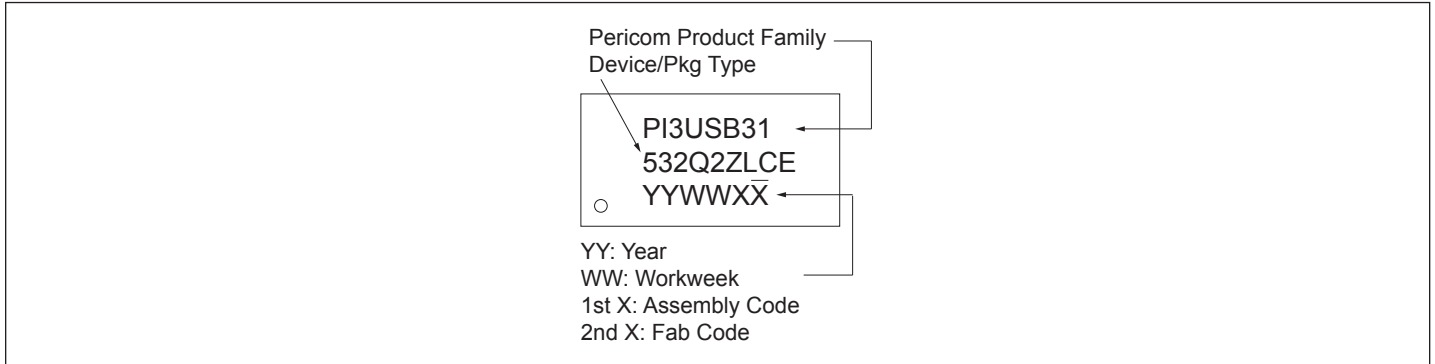 Pericom Product Family
Device/Pkg Type
PI3USB31
532Q2ZLCE
YYWWXX̅
YY: Year
WW: Workweek
1st X: Assembly Code
2nd X: Fab Code